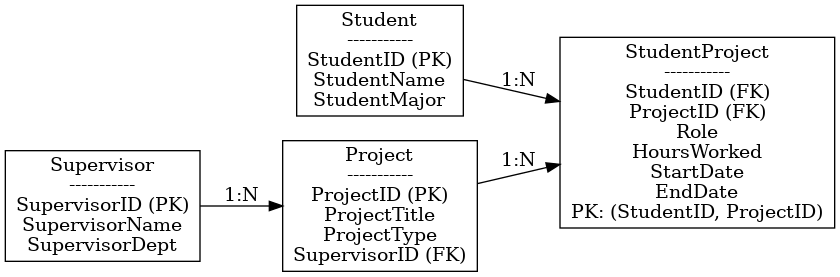 Student
-----------
StudentID (PK)
StudentName
StudentMajor
1:N
StudentProject
-----------
StudentID (FK)
ProjectID (FK)
Role
HoursWorked
StartDate
EndDate
PK: (StudentID, ProjectID)
Supervisor
-----------
SupervisorID (PK)
SupervisorName
SupervisorDept
1:N
Project
-----------
ProjectID (PK)
ProjectTitle
ProjectType
SupervisorID (FK)
1:N